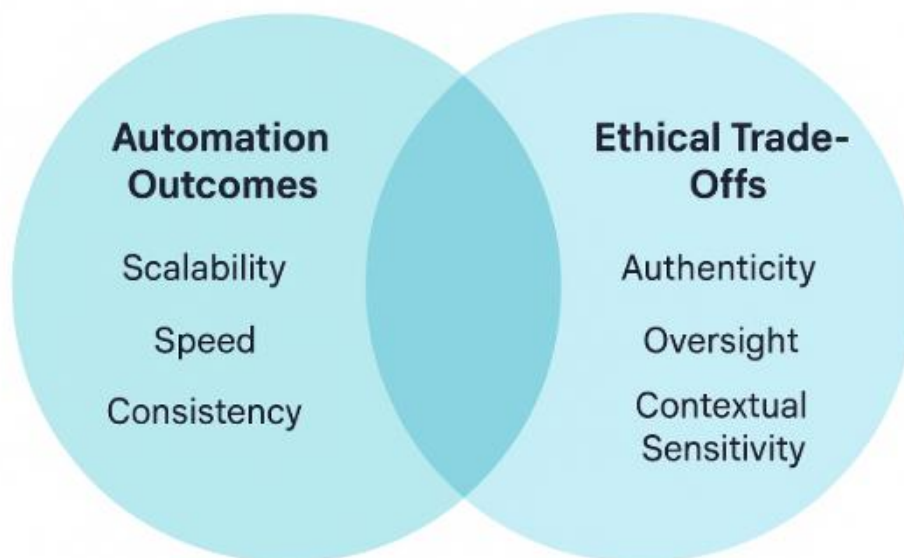 Automation
Outcomes
Scalability
Speed
Consistency
Ethical Trade-
Offs
Authenticity
Oversight
Contextual
Sensitivity